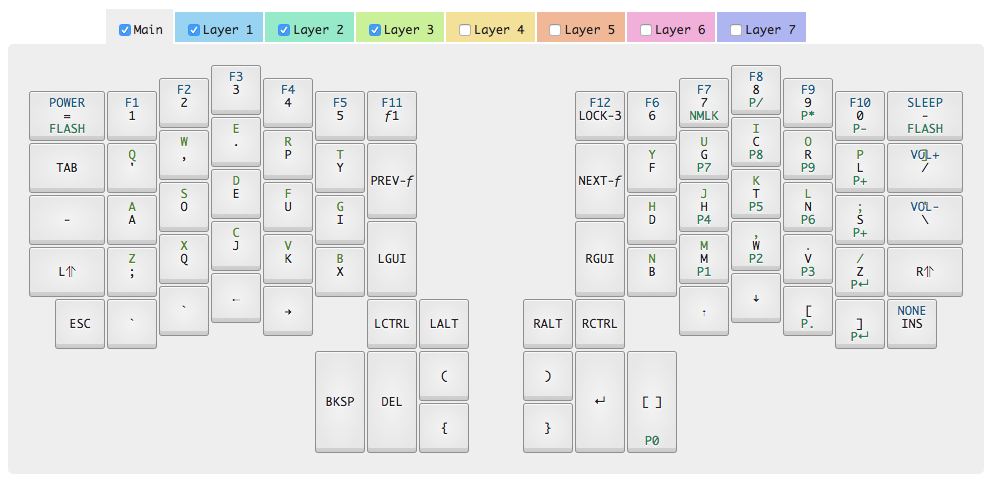 Main
Layer 1
Layer 2
Layer 3
Layer 4
Layer 5
Layer 6
Layer 7
POWER
=
FLASH
F1
1
F2
2
F3
3
F4
4
F5
5
F11
ƒ1
F12
LOCK-3
F6
6
F7
7
NMLK
F8
8
P/
F9
9
P*
F10
0
P-
SLEEP
-
FLASH
TAB
Q
'
W
,
E
.
R
P
T
Y
PREV-ƒ
NEXT-ƒ
Y
F
U
G
P7
I
C
P8
O
R
P9
P
L
P+
VOL+
/
-
A
A
S
O
D
E
F
U
G
I
H
D
J
H
P4
K
T
P5
L
N
P6
;
S
P+
VOL-
\
L⇑
Z
;
X
Q
C
J
V
K
B
X
LGUI
RGUI
N
B
M
M
P1
,
W
P2
.
V
P3
/
Z
P↵
R⇑
ESC
`
`
←
→
LCTRL
LALT
RALT
RCTRL
↑
↓
[
P.
]
P↵
NONE
INS
BKSP
DEL
(
{
)
}
↵
[ ]
P0